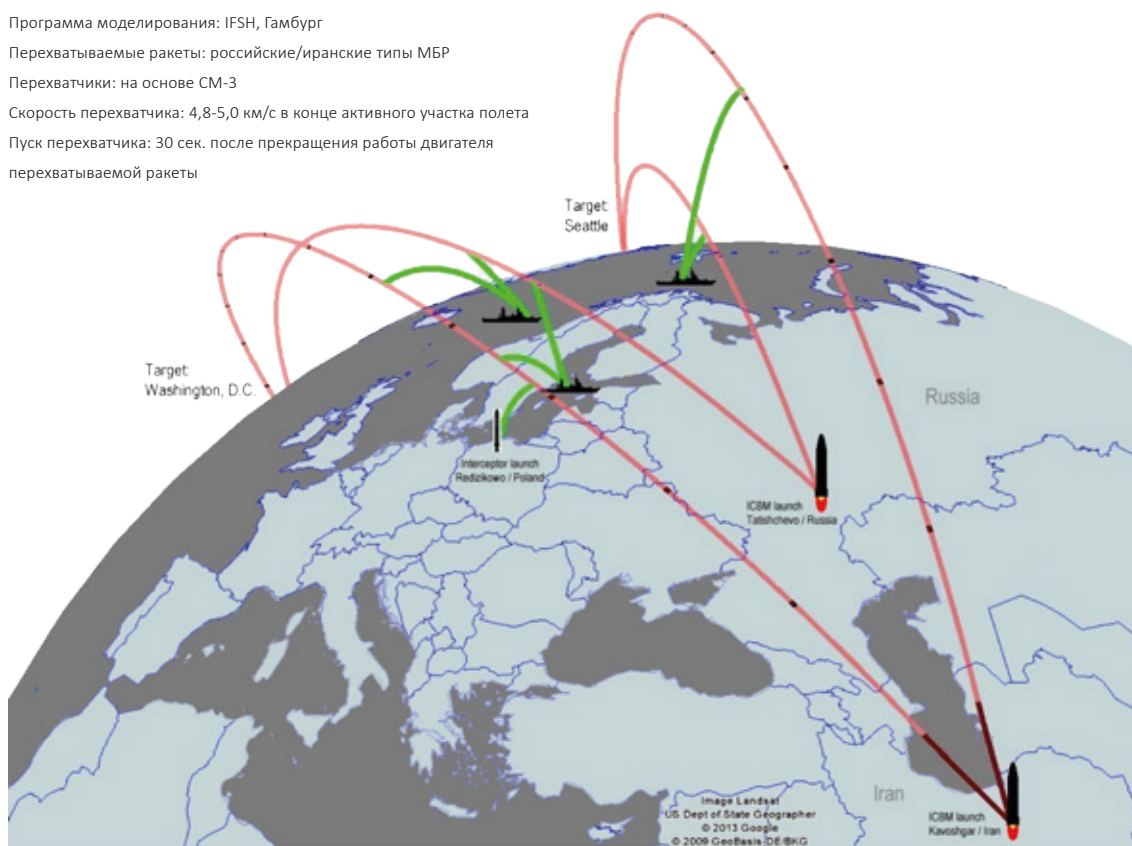 Программа моделирования: IFSH, Гамбург
Перехватываемые ракеты: российские/иранские типы МБР
Перехватчики: на основе СМ-3
Скорость перехватчика: 4,8-5,0 км/с в конце активного участка полета
Пуск перехватчика: 30 сек. после прекращения работы двигателя
перехватываемой ракеты
Target:
Seattle
Target:
Washington, D.C.
Russia
Interceptor launch
Redizikowo / Poland
ICBM launch
Tatishchevo / Russia
Iran
ICBM launch
Kavoshgar / Iran
Image Landsat
US Dept of State Geographer
© 2013 Google
© 2009 GeoBasis-DE/BKG